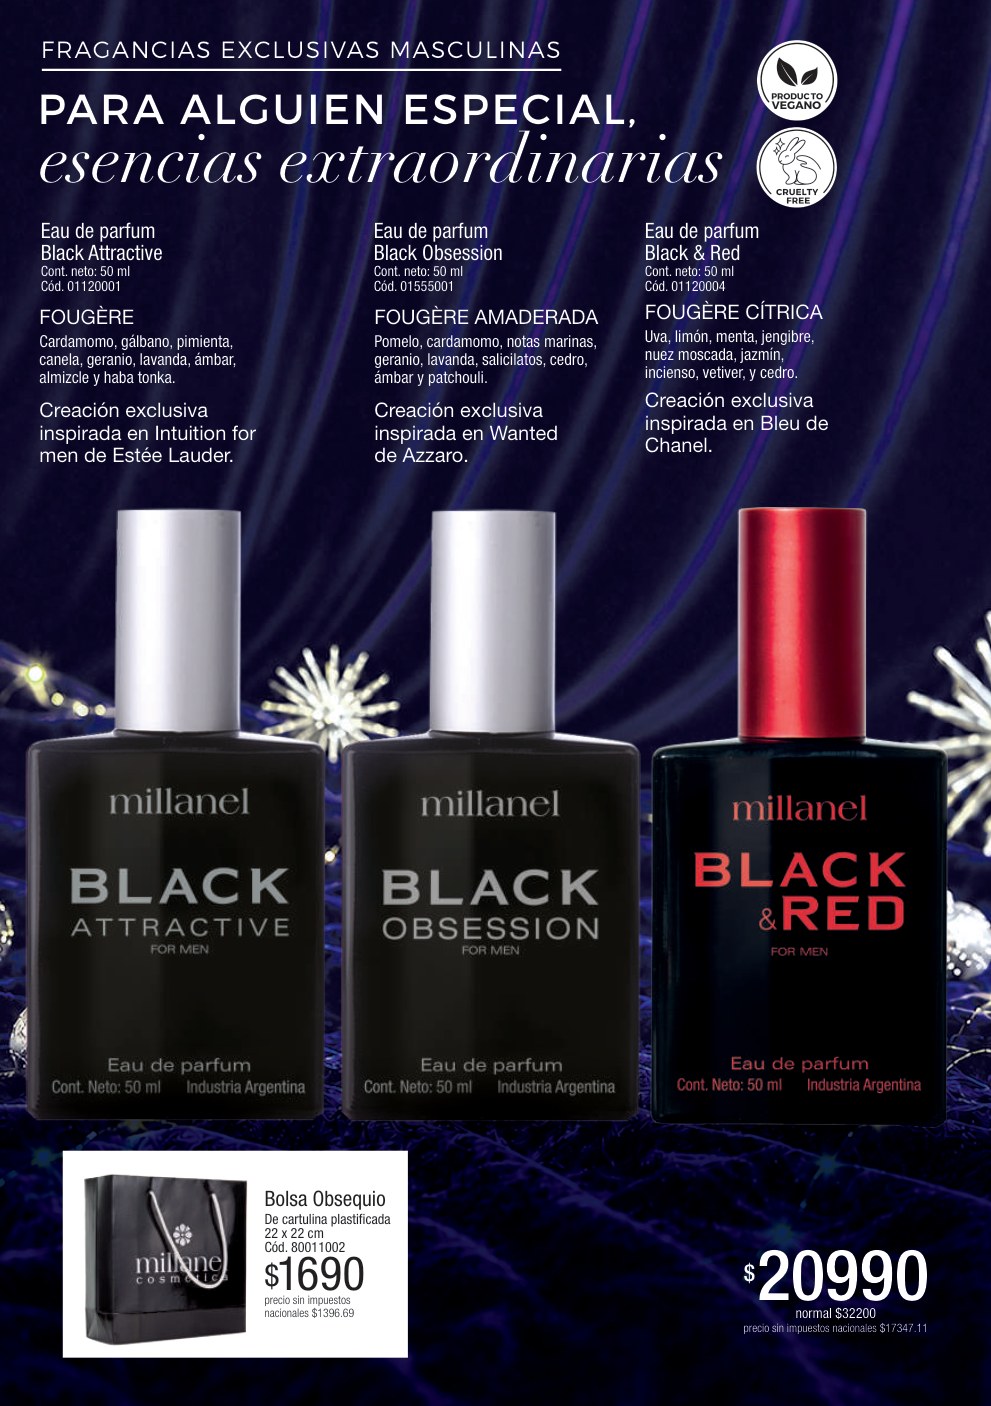 FRAGANCIAS EXCLUSIVAS MASCULINAS
PARA ALGUIEN ESPECIAL,
esencias extraordinarias
PRODUCTO
VEGANO
CRUELTY
FREE
Eau de parfum
Black Attractive
Cont. neto: 50 ml
Cód. 01120001
FOUGÈRE
Cardamomo, gálbano, pimienta,
canela, geranio, lavanda, ámbar,
almizcle y haba tonka.
Creación exclusiva
inspirada en Intuition for
men de Estée Lauder.
Eau de parfum
Black Obsession
Cont. neto: 50 ml
Cód. 01555001
FOUGÈRE AMADERADA
Pomelo, cardamomo, notas marinas,
geranio, lavanda, salicilatos, cedro,
ámbar y patchouli.
Creación exclusiva
inspirada en Wanted
de Azzaro.
Eau de parfum
Black & Red
Cont. neto: 50 ml
Cód. 01120004
FOUGÈRE CÍTRICA
Uva, limón, menta, jengibre,
nuez moscada, jazmín,
incienso, vetiver, y cedro.
Creación exclusiva
inspirada en Bleu de
Chanel.
millanel
BLACK
ATTRACTIVE
FOR MEN
Eau de parfum
Cont. Neto: 50 ml Industria Argentina
millanel
BLACK
OBSESSION
FOR MEN
Eau de parfum
Cont. Neto: 50 ml Industria Argentina
millanel
BLACK
&RED
FOR MEN
Eau de parfum
Cont. Neto: 50 ml Industria Argentina
millanel
cosmética
Bolsa Obsequio
De cartulina plastificada
22 x 22 cm
Cód. 80011002
$1690
precio sin impuestos
nacionales $1396.69
$20990
normal $32200
precio sin impuestos nacionales $17347.11